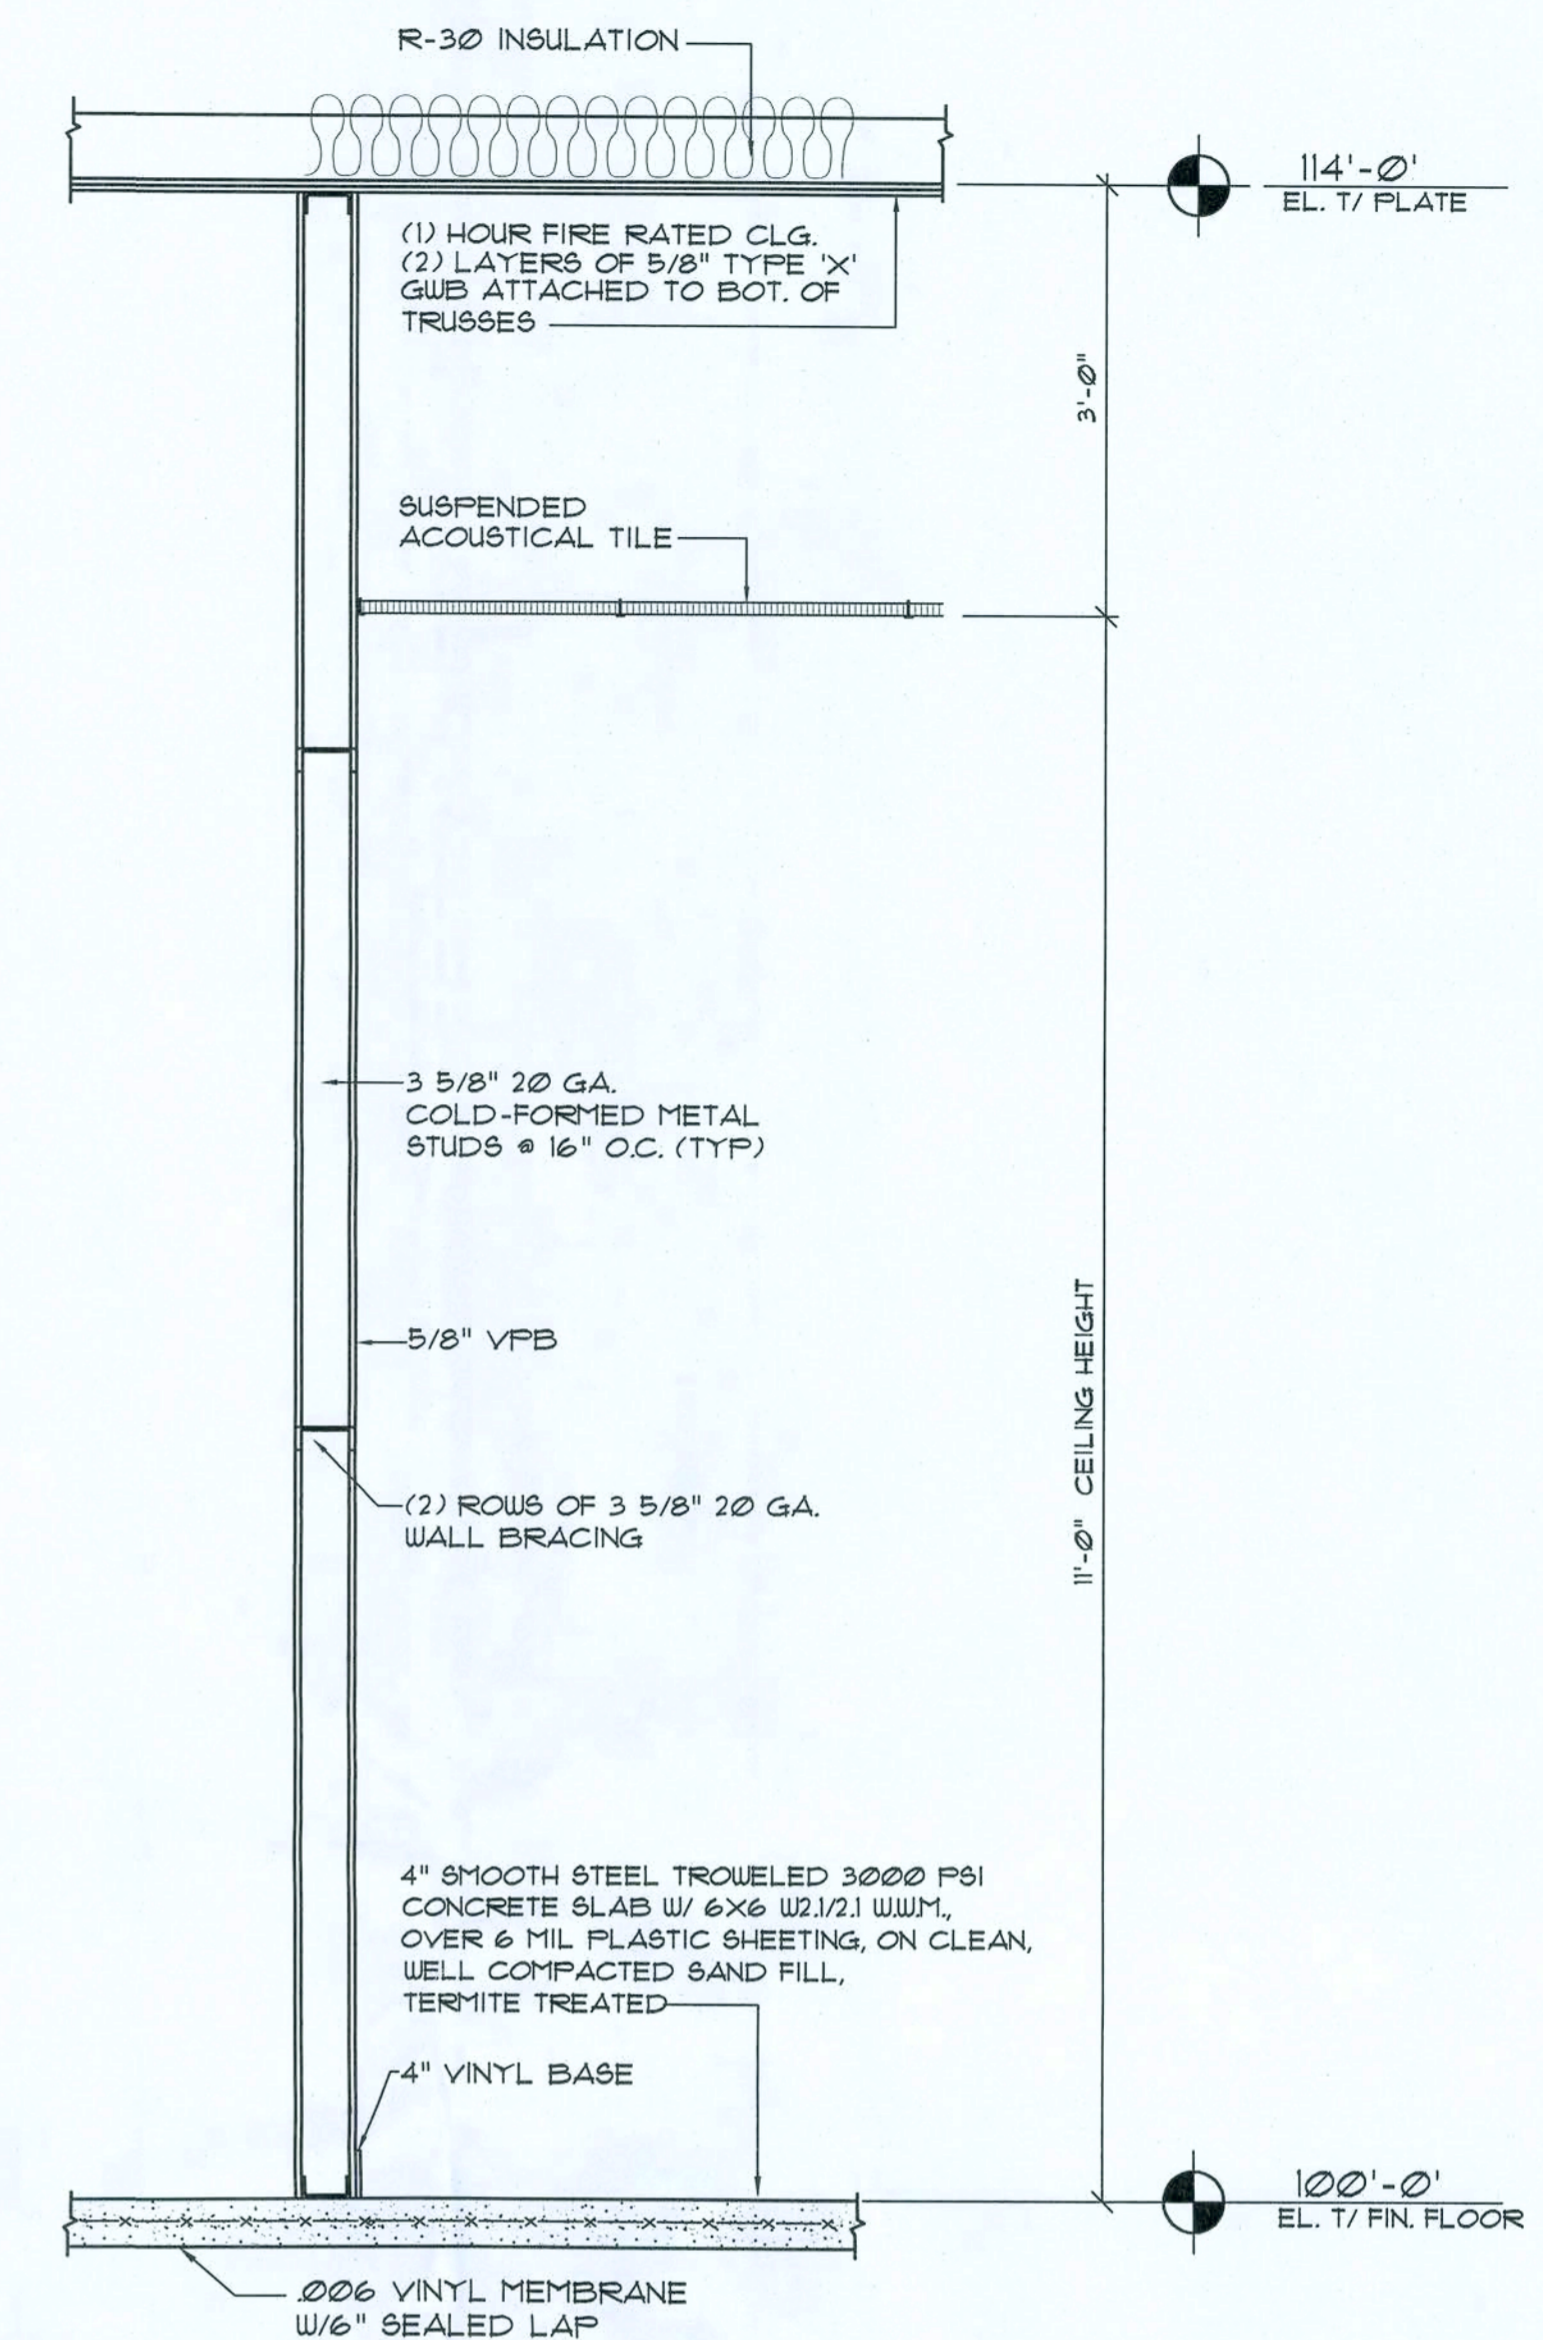 R-30 INSULATION
114'-0'
EL. T/ PLATE
(1) HOUR FIRE RATED CLG.
(2) LAYERS OF 5/8" TYPE 'X'
GWB ATTACHED TO BOT. OF
TRUSSES
3'-0"
SUSPENDED
ACOUSTICAL TILE
3 5/8" 20 GA.
COLD-FORMED METAL
STUDS @ 16" O.C. (TYP)
5/8" VPB
11'-0" CEILING HEIGHT
(2) ROWS OF 3 5/8" 20 GA.
WALL BRACING
4" SMOOTH STEEL TROWELED 3000 PSI
CONCRETE SLAB W/ 6X6 W2.1/2.1 W.W.M.,
OVER 6 MIL PLASTIC SHEETING, ON CLEAN,
WELL COMPACTED SAND FILL,
TERMITE TREATED
4" VINYL BASE
100'-0'
EL. T/ FIN. FLOOR
.006 VINYL MEMBRANE
W/6" SEALED LAP